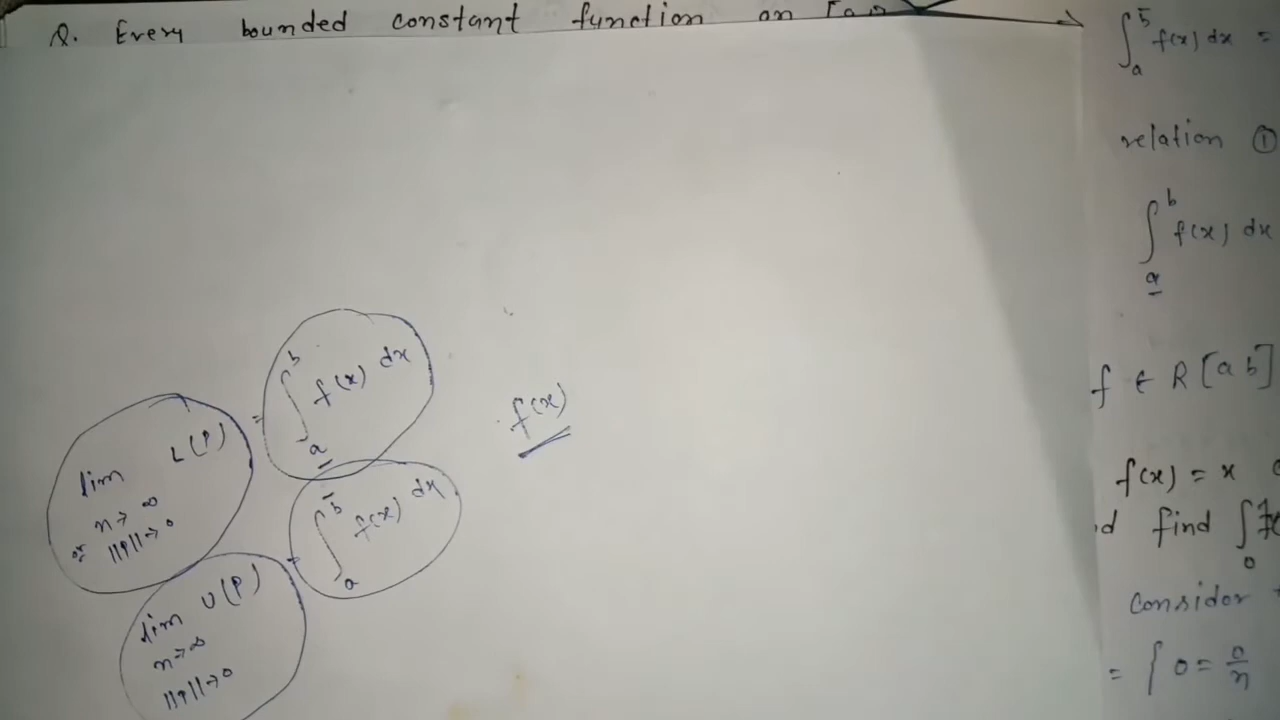 Q. Every bounded constant function on [a
∫_a^b̄ f(x) dx =
relation ①
∫_a̲^b f(x) dx
f ∈ R [a b]
f(x) = x
find ∫_0^1
Consider
= { 0 = 0/n
lim L(P) = ∫_a̲^b f(x) dx
n→∞
or ||P||→0
lim U(P) = ∫_a^b̄ f(x) dx
n→∞
||P||→0
f(x)